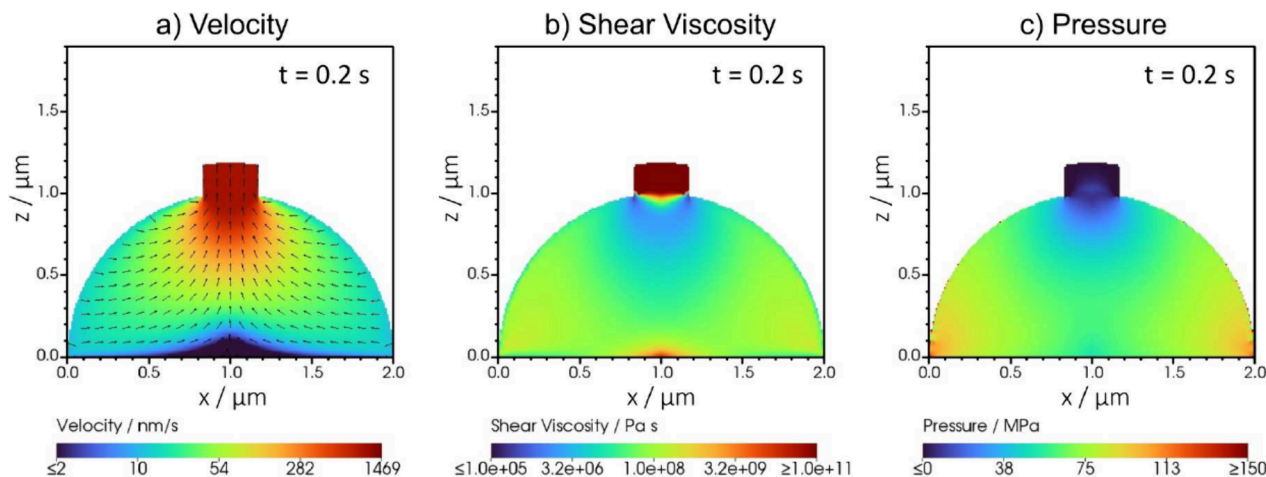 a) Velocity
t = 0.2 s
1.5
1.0
0.5
0.0
z / μm
0.0 0.5 1.0 1.5 2.0
x / μm
Velocity / nm/s
≤2 10 54 282 1469
b) Shear Viscosity
t = 0.2 s
1.5
1.0
0.5
0.0
z / μm
0.0 0.5 1.0 1.5 2.0
x / μm
Shear Viscosity / Pa s
≤1.0e+05 3.2e+06 1.0e+08 3.2e+09 ≥1.0e+11
c) Pressure
t = 0.2 s
1.5
1.0
0.5
0.0
z / μm
0.0 0.5 1.0 1.5 2.0
x / μm
Pressure / MPa
≤0 38 75 113 ≥150